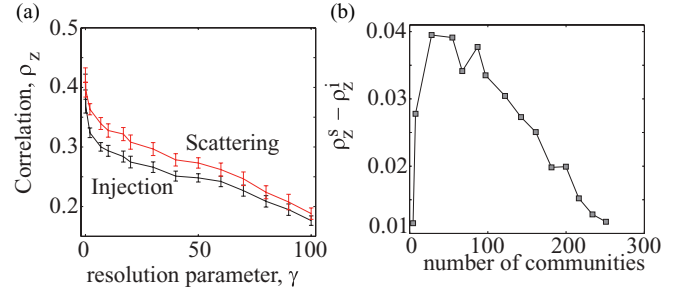 (a)
0.5
0.4
0.3
0.2
Correlation, ρz
Scattering
Injection
0
50
100
resolution parameter, γ
(b)
0.04
0.03
0.02
0.01
ρzˢ − ρzⁱ
0
100
200
300
number of communities